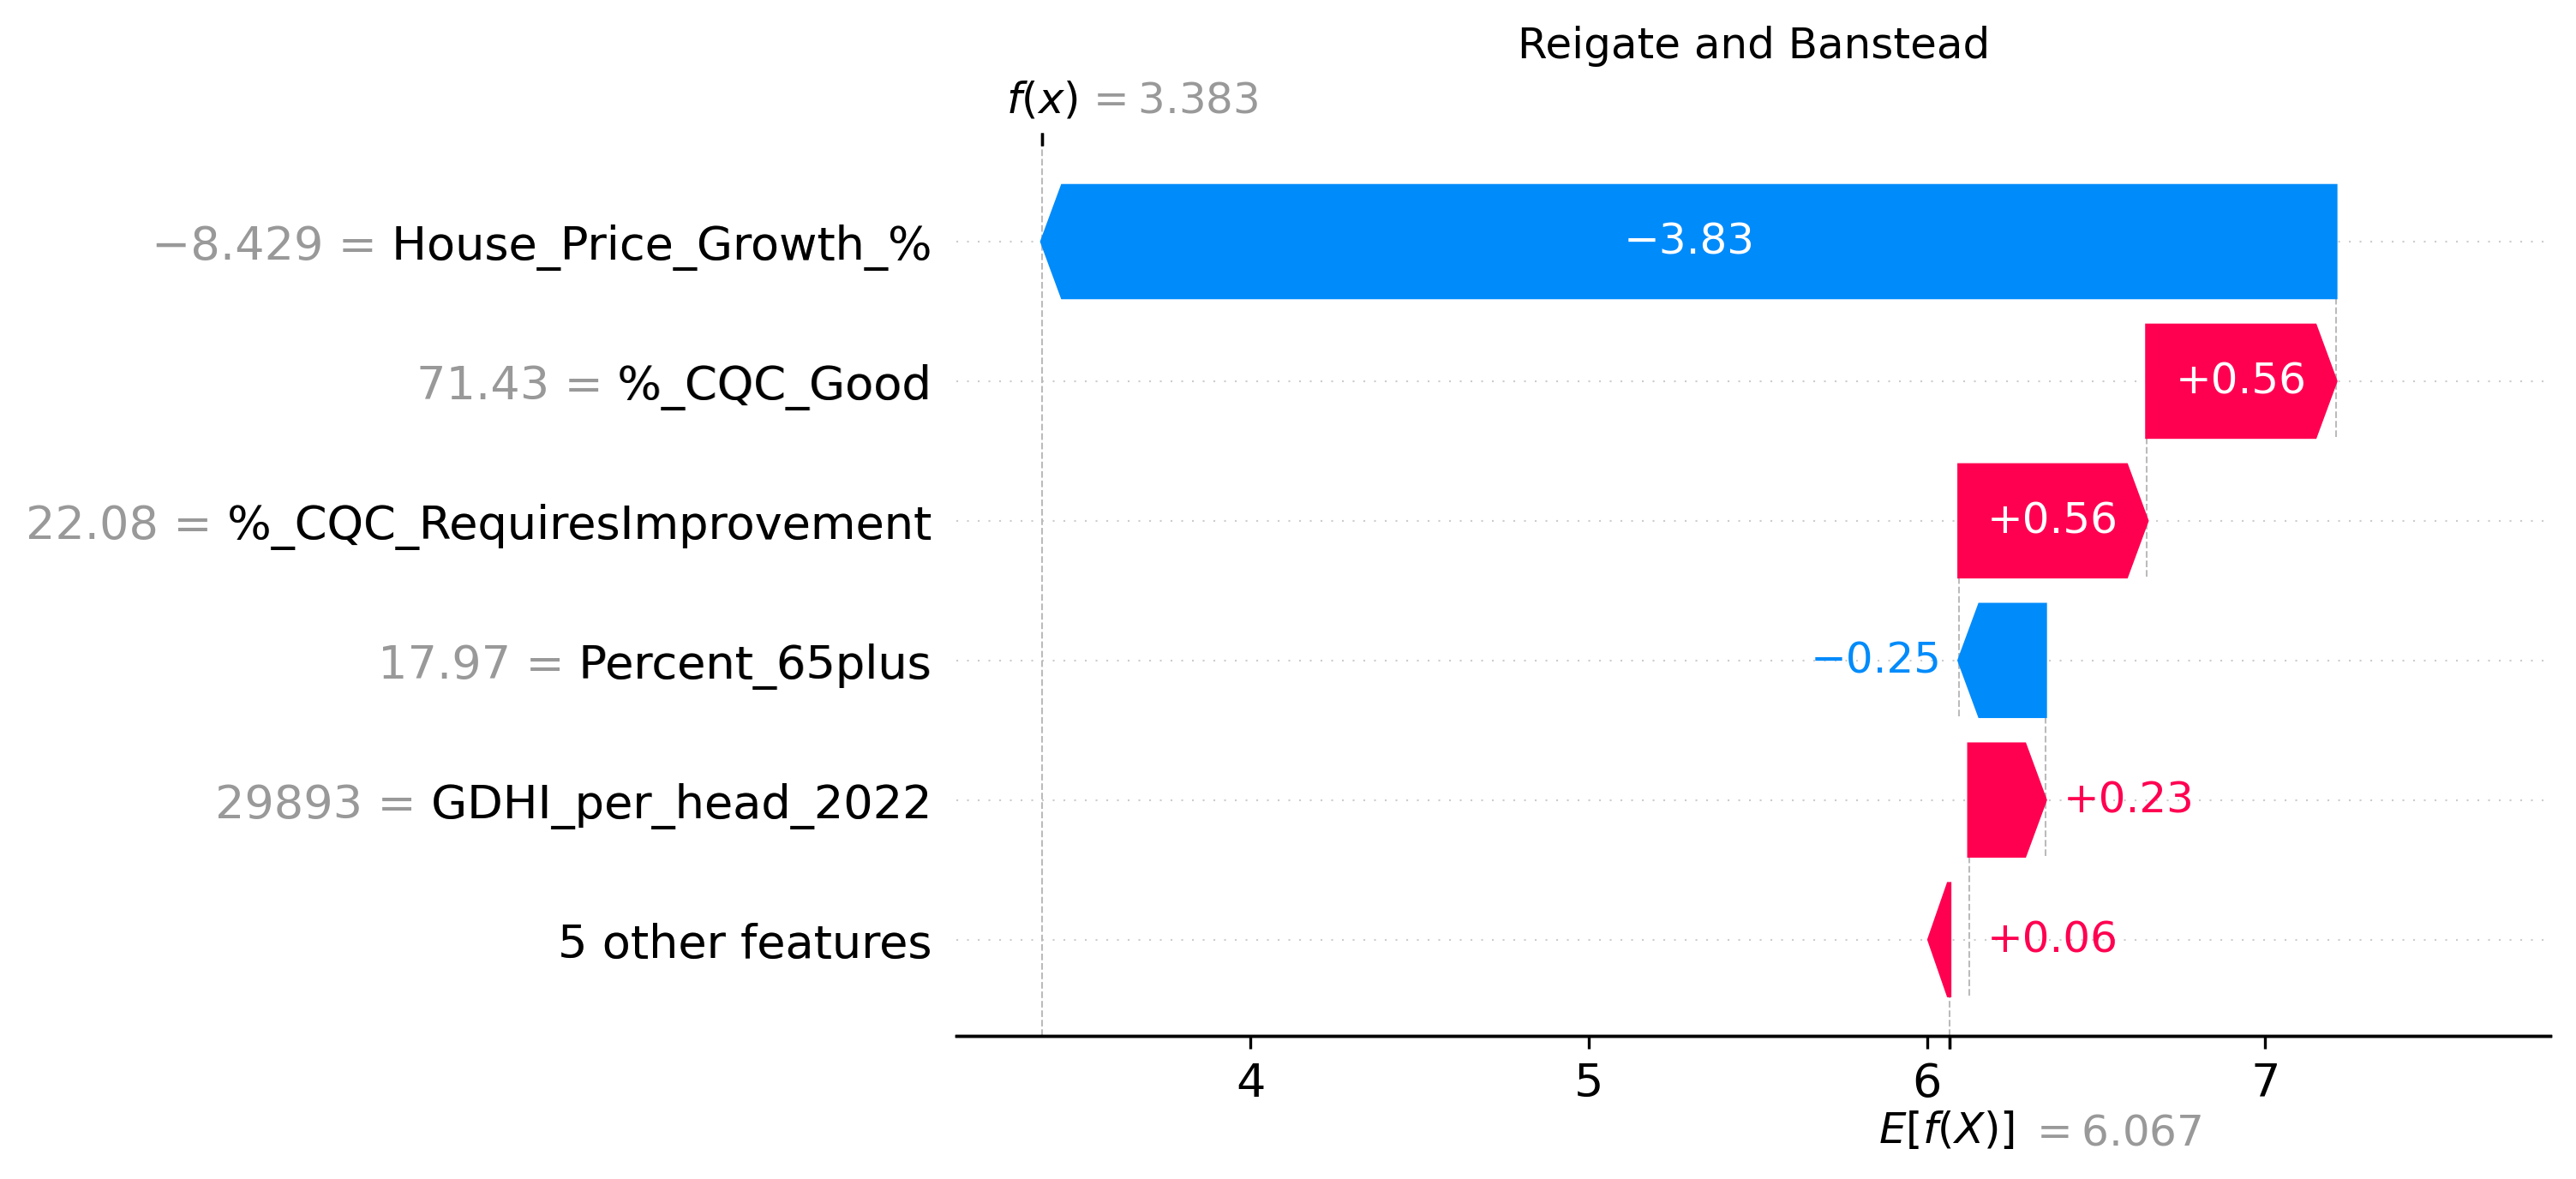 Reigate and Banstead
f(x) = 3.383
−8.429 = House_Price_Growth_%
−3.83
71.43 = %_CQC_Good
+0.56
22.08 = %_CQC_RequiresImprovement
+0.56
17.97 = Percent_65plus
−0.25
29893 = GDHI_per_head_2022
+0.23
5 other features
+0.06
4 5 6 7
E[f(X)] = 6.067